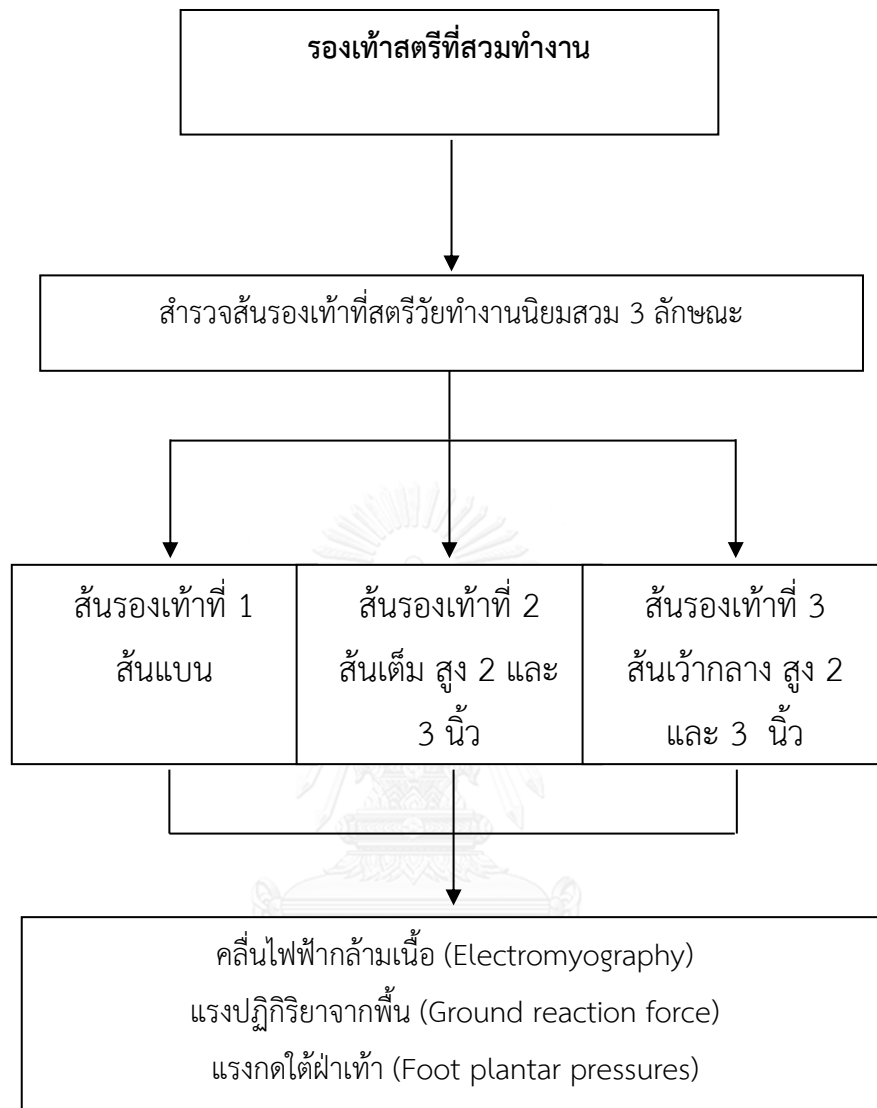 รองเท้าสตรีที่สวมทำงาน
สำรวจส้นรองเท้าที่สตรีวัยทำงานนิยมสวม 3 ลักษณะ
ส้นรองเท้าที่ 1
ส้นแบน
ส้นรองเท้าที่ 2
ส้นเต็ม สูง 2 และ
3 นิ้ว
ส้นรองเท้าที่ 3
ส้นเว้ากลาง สูง 2
และ 3 นิ้ว
คลื่นไฟฟ้ากล้ามเนื้อ (Electromyography)
แรงปฏิกิริยาจากพื้น (Ground reaction force)
แรงกดใต้ฝ่าเท้า (Foot plantar pressures)